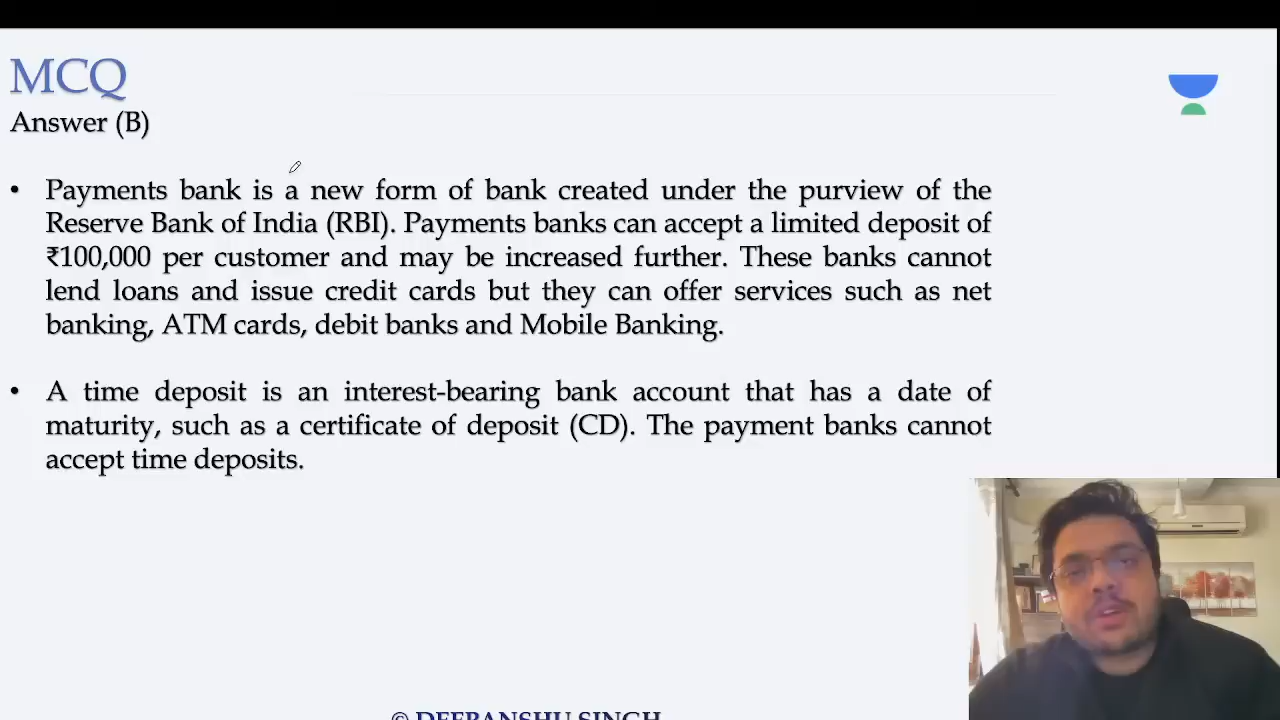 MCQ
Answer (B)
• Payments bank is a new form of bank created under the purview of the
Reserve Bank of India (RBI). Payments banks can accept a limited deposit of
₹100,000 per customer and may be increased further. These banks cannot
lend loans and issue credit cards but they can offer services such as net
banking, ATM cards, debit banks and Mobile Banking.
• A time deposit is an interest-bearing bank account that has a date of
maturity, such as a certificate of deposit (CD). The payment banks cannot
accept time deposits.
© DEEPANSHU SINGH